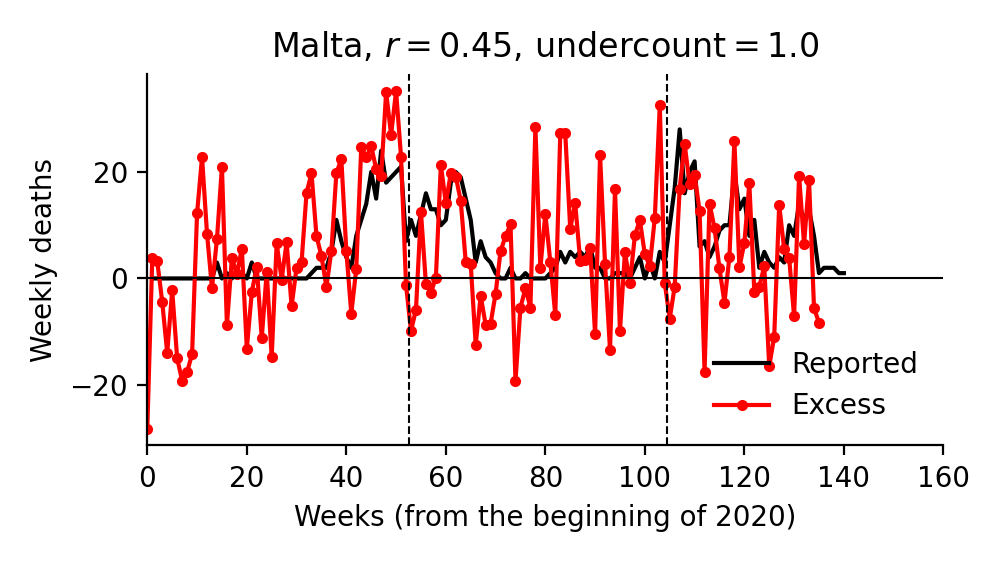 Malta, r = 0.45, undercount = 1.0
Weekly deaths
20
0
−20
Reported
Excess
0 20 40 60 80 100 120 140 160
Weeks (from the beginning of 2020)